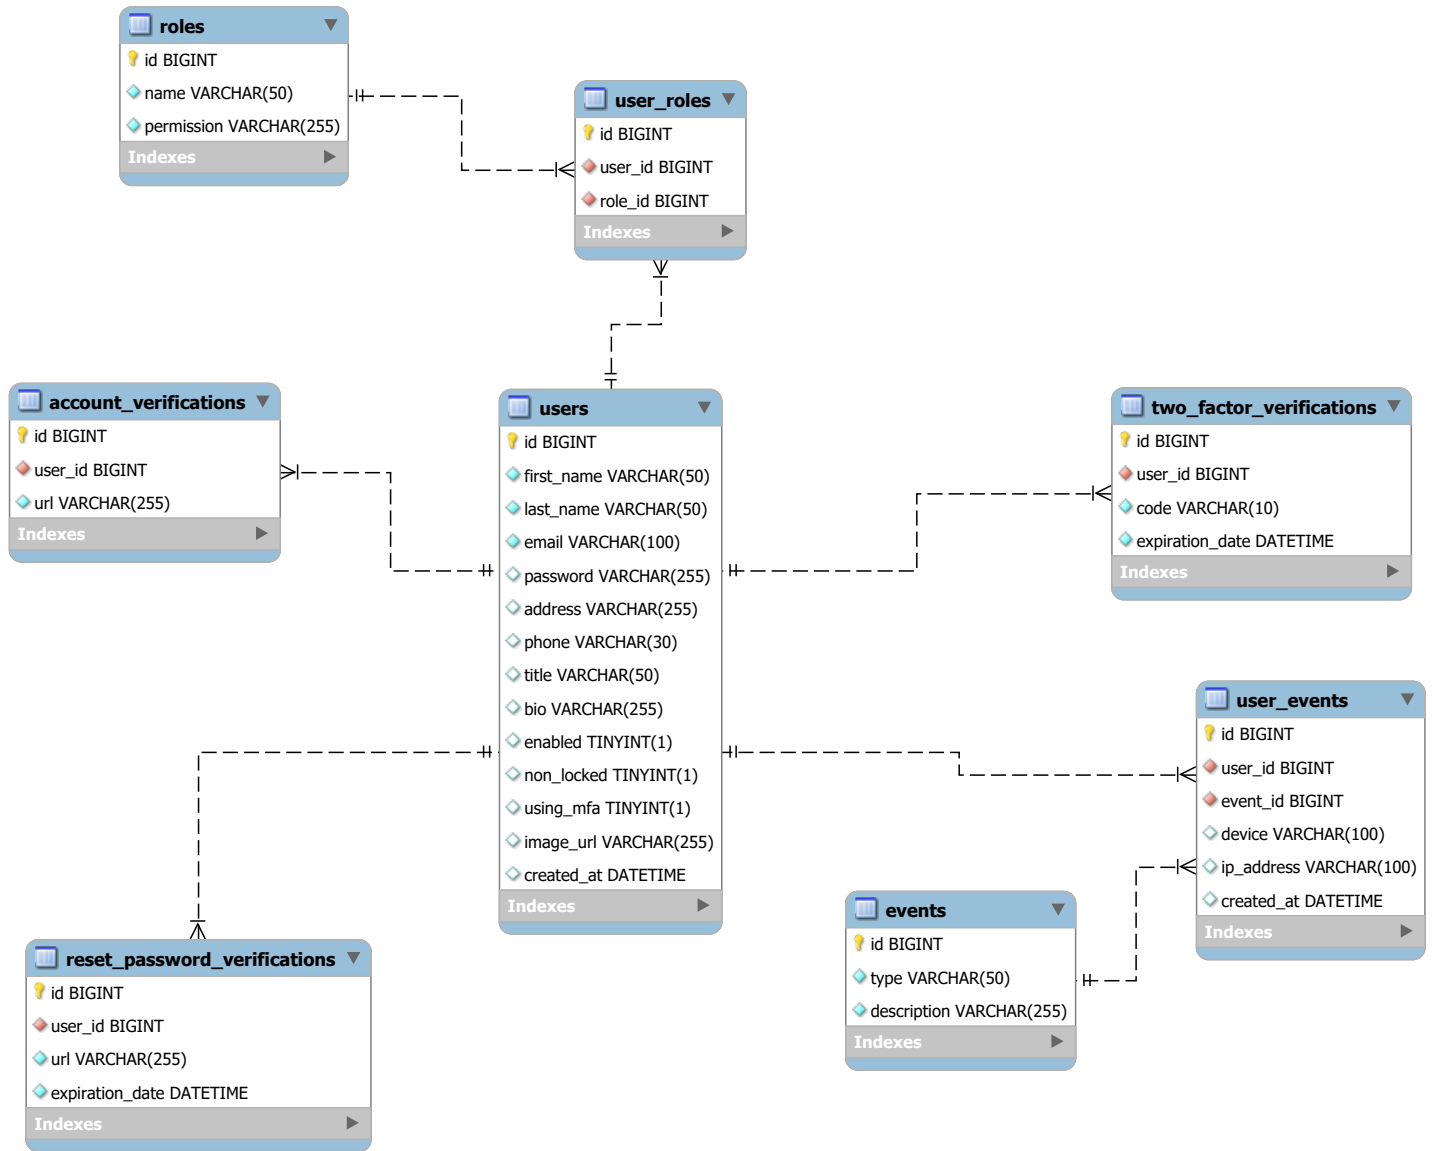 roles
id BIGINT
name VARCHAR(50)
permission VARCHAR(255)
Indexes
user_roles
id BIGINT
user_id BIGINT
role_id BIGINT
Indexes
account_verifications
id BIGINT
user_id BIGINT
url VARCHAR(255)
Indexes
users
id BIGINT
first_name VARCHAR(50)
last_name VARCHAR(50)
email VARCHAR(100)
password VARCHAR(255)
address VARCHAR(255)
phone VARCHAR(30)
title VARCHAR(50)
bio VARCHAR(255)
enabled TINYINT(1)
non_locked TINYINT(1)
using_mfa TINYINT(1)
image_url VARCHAR(255)
created_at DATETIME
Indexes
two_factor_verifications
id BIGINT
user_id BIGINT
code VARCHAR(10)
expiration_date DATETIME
Indexes
user_events
id BIGINT
user_id BIGINT
event_id BIGINT
device VARCHAR(100)
ip_address VARCHAR(100)
created_at DATETIME
Indexes
events
id BIGINT
type VARCHAR(50)
description VARCHAR(255)
Indexes
reset_password_verifications
id BIGINT
user_id BIGINT
url VARCHAR(255)
expiration_date DATETIME
Indexes